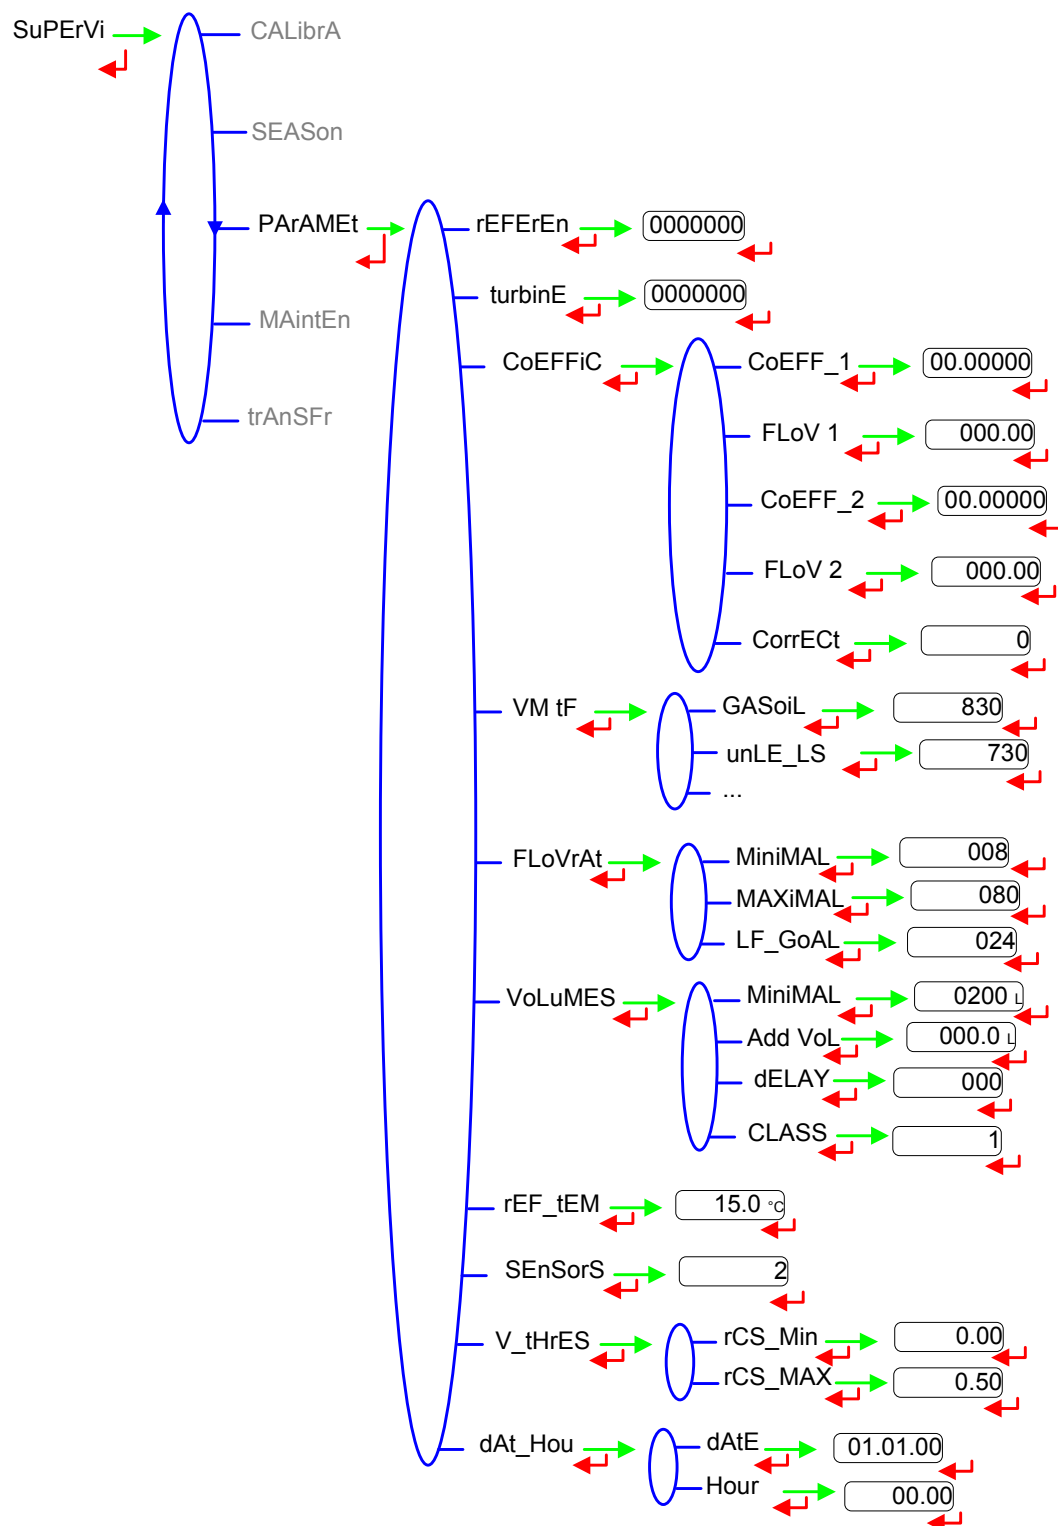 SuPErVi
CALibrA
SEASon
PArAMEt
rEFErEn
0000000
turbinE
0000000
MAintEn
CoEFFiC
CoEFF_1
00.00000
trAnSFr
FLoV 1
000.00
CoEFF_2
00.00000
FLoV 2
000.00
CorrECt
0
VM tF
GASoiL
830
unLE_LS
730
...
FLoVrAt
MiniMAL
008
MAXiMAL
080
LF_GoAL
024
VoLuMES
MiniMAL
0200 L
Add VoL
000.0 L
dELAY
000
CLASS
1
rEF_tEM
15.0 °C
SEnSorS
2
V_tHrES
rCS_Min
0.00
rCS_MAX
0.50
dAt_Hou
dAtE
01.01.00
Hour
00.00